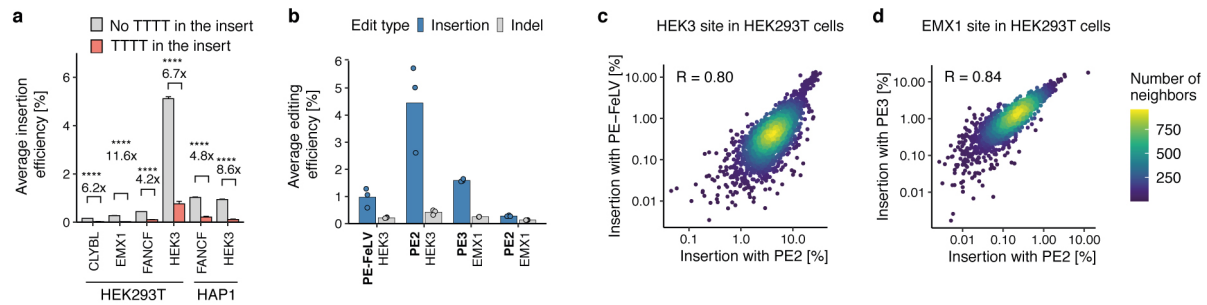 a
No TTTT in the insert
TTTT in the insert
Average insertion
efficiency [%]
6
4
2
0
****
6.2x
****
11.6x
****
4.2x
****
6.7x
****
4.8x
****
8.6x
CLYBL
EMX1
FANCF
HEK3
FANCF
HEK3
HEK293T
HAP1
b
Edit type
Insertion
Indel
Average editing
efficiency [%]
6
5
4
3
2
1
0
PE-FeLV
HEK3
PE2
HEK3
PE3
EMX1
PE2
EMX1
c
HEK3 site in HEK293T cells
R = 0.80
Insertion with PE−FeLV [%]
10.00
1.00
0.10
0.01
0.1
1.0
10.0
Insertion with PE2 [%]
d
EMX1 site in HEK293T cells
R = 0.84
Insertion with PE3 [%]
10.00
1.00
0.10
0.01
0.01
0.10
1.00
10.00
Insertion with PE2 [%]
Number of
neighbors
750
500
250